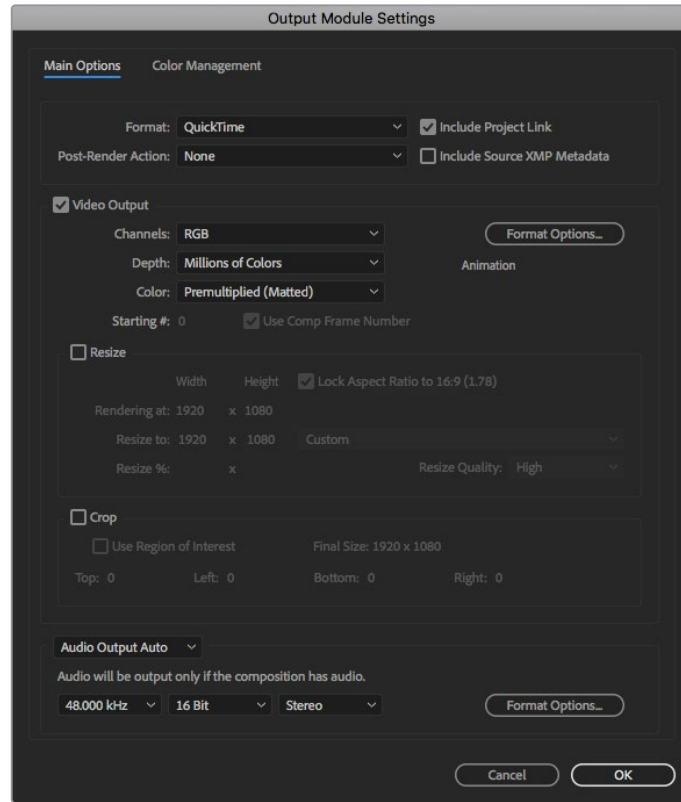 Output Module Settings
Main Options Color Management
Format: QuickTime Include Project Link
Post-Render Action: None Include Source XMP Metadata
Video Output
Channels: RGB Format Options...
Depth: Millions of Colors Animation
Color: Premultiplied (Matted)
Starting #: 0 Use Comp Frame Number
Resize
Width Height Lock Aspect Ratio to 16:9 (1.78)
Rendering at: 1920 x 1080
Resize to: 1920 x 1080 Custom
Resize %: x Resize Quality: High
Crop
Use Region of Interest Final Size: 1920 x 1080
Top: 0 Left: 0 Bottom: 0 Right: 0
Audio Output Auto
Audio will be output only if the composition has audio.
48.000 kHz 16 Bit Stereo Format Options...
Cancel OK